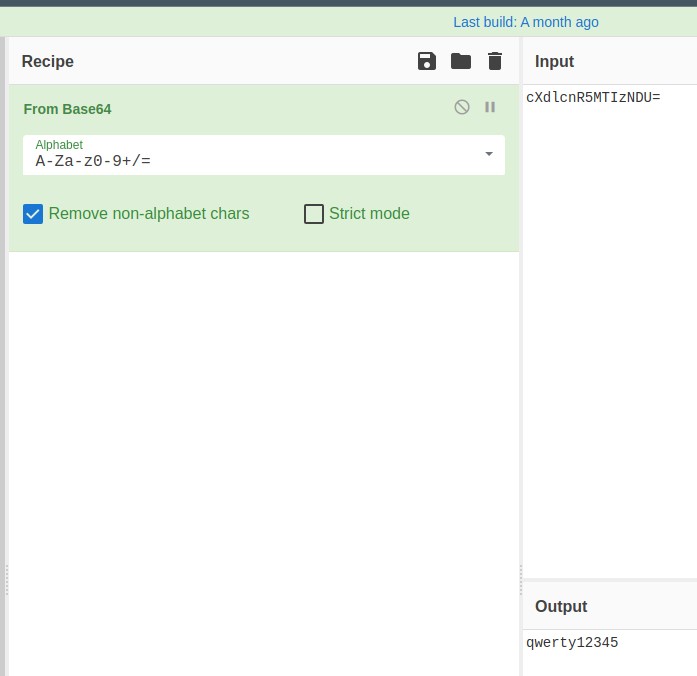 Last build: A month ago
Recipe
Input
From Base64
cXdlcnR5MTIzNDU=
Alphabet
A-Za-z0-9+/=
Remove non-alphabet chars
Strict mode
Output
qwerty12345